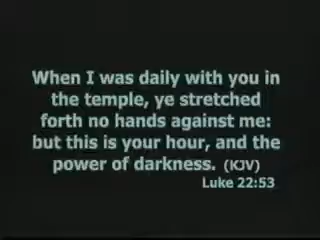 When I was daily with you in
the temple, ye stretched
forth no hands against me:
but this is your hour, and the
power of darkness. (KJV)
Luke 22:53